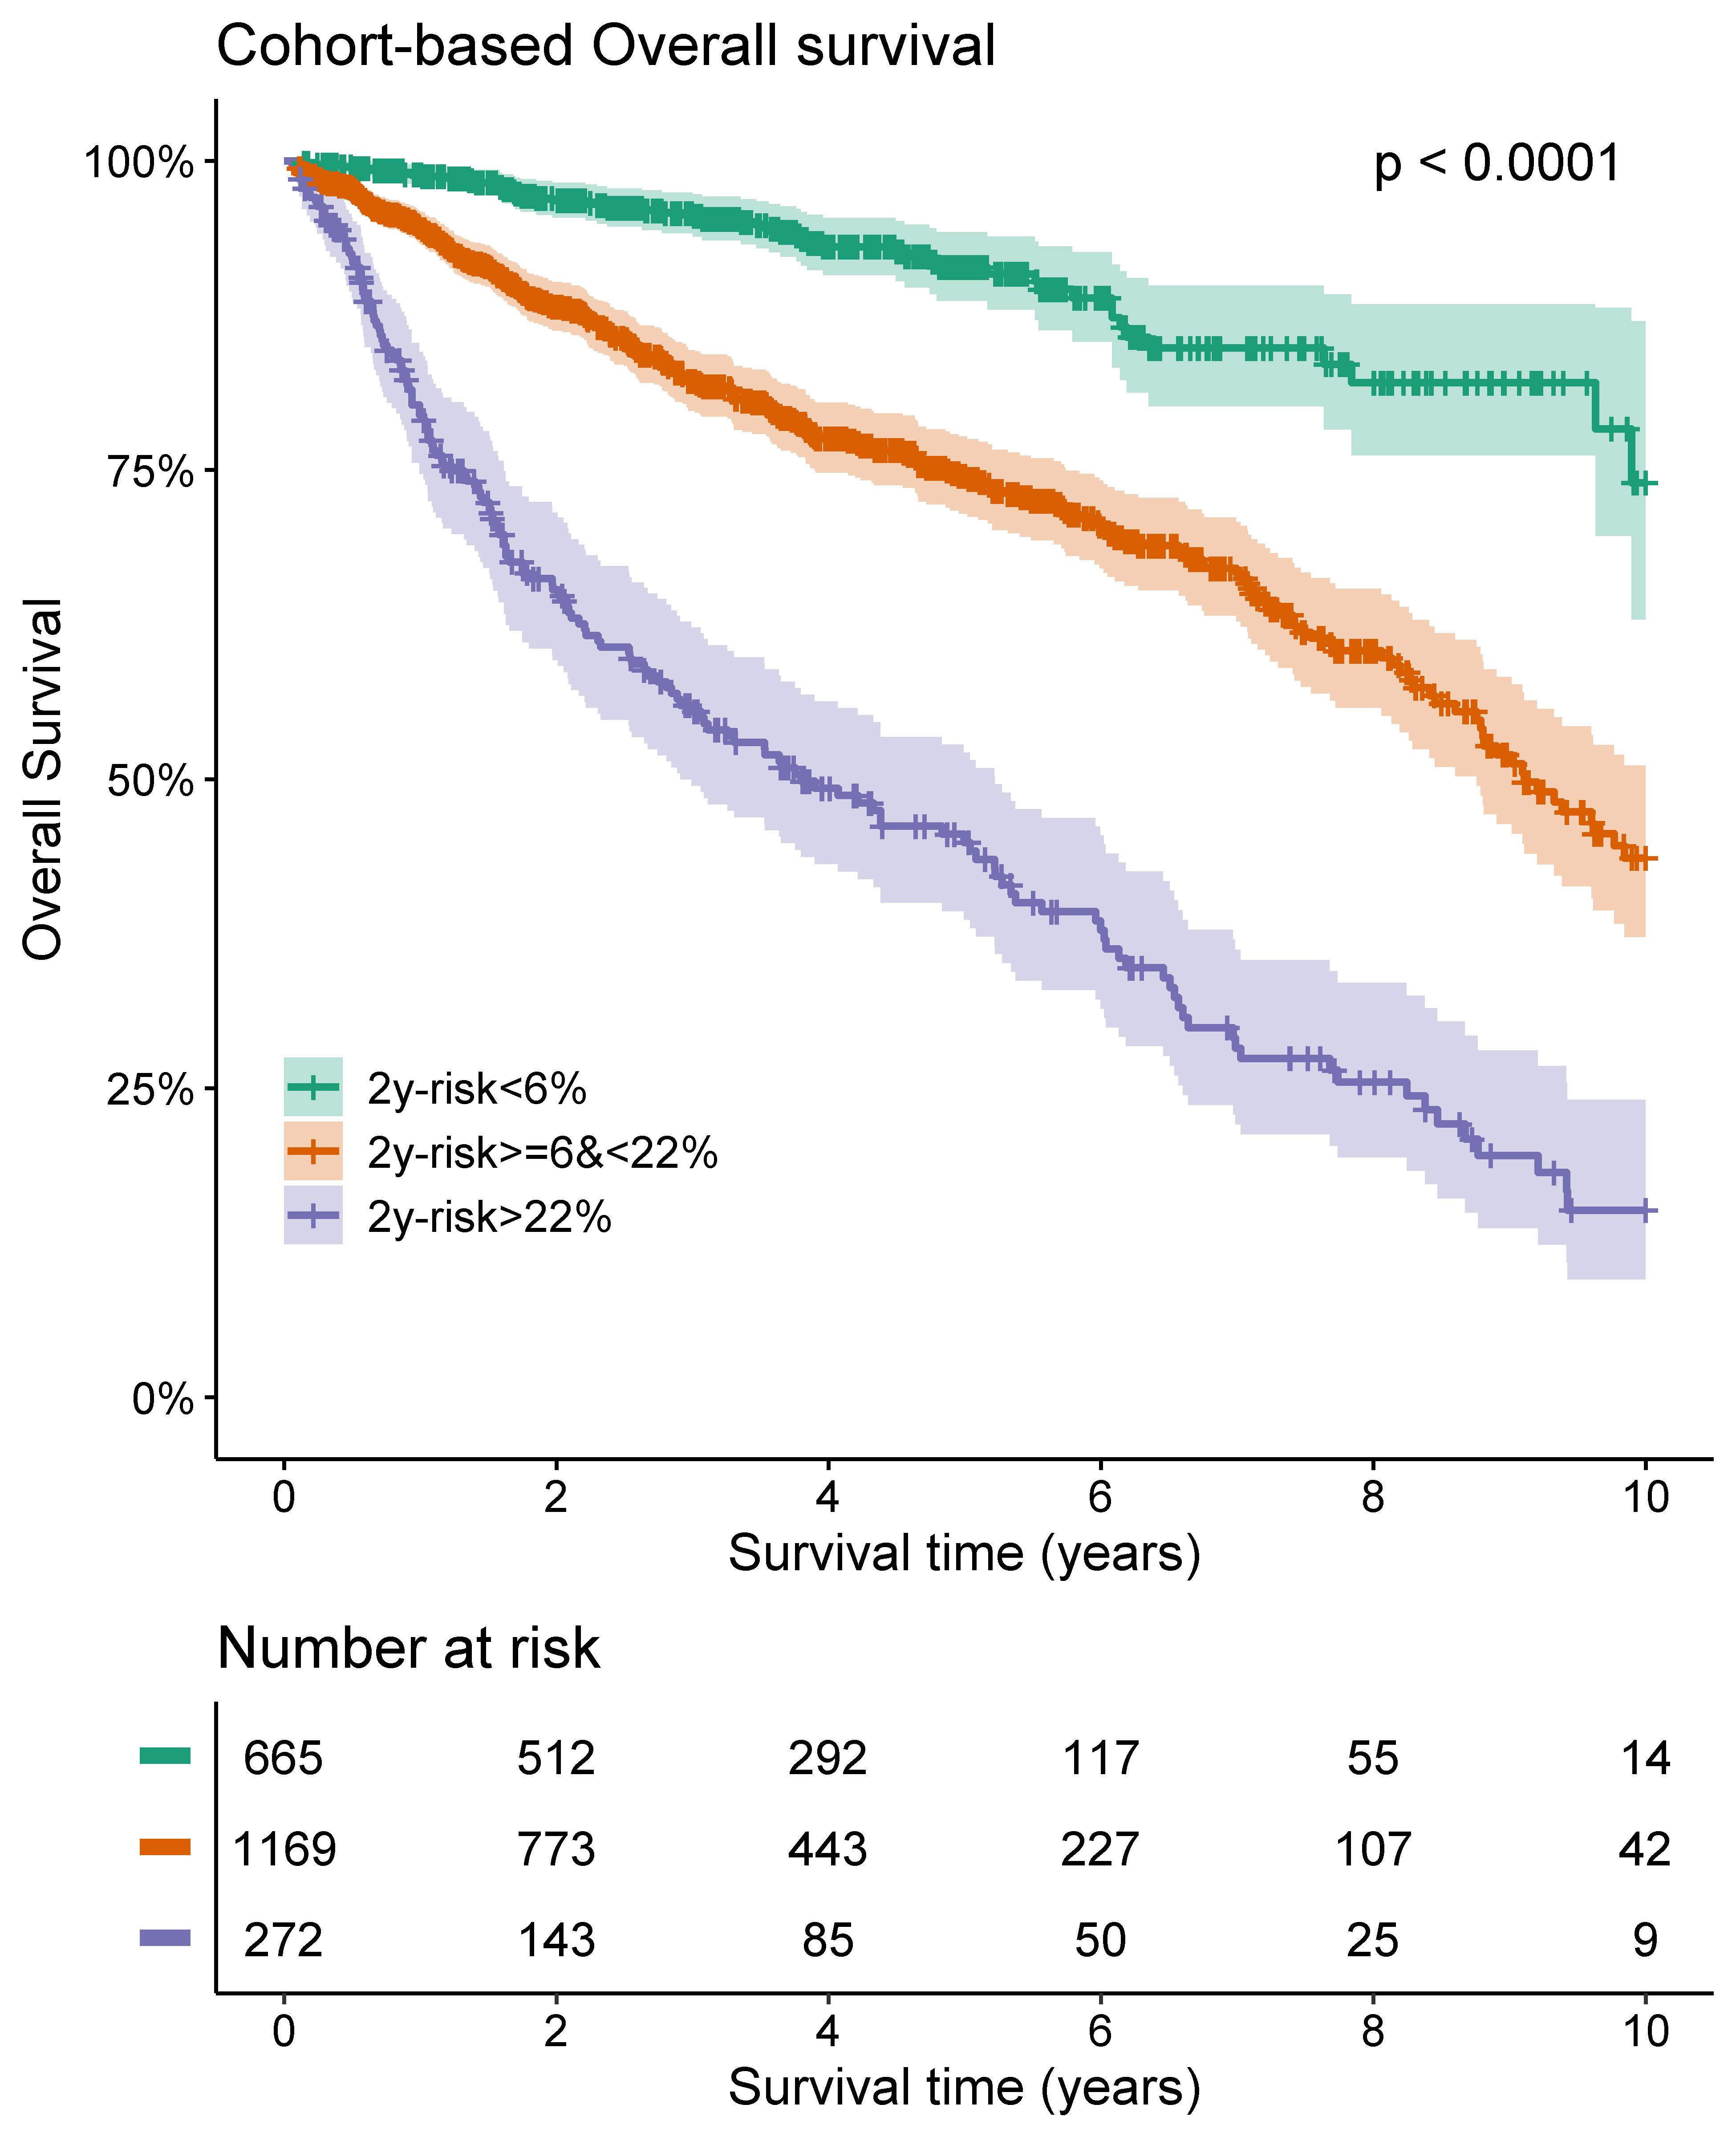 Cohort-based Overall survival
p < 0.0001
100%
75%
50%
25%
0%
Overall Survival
2y-risk<6%
2y-risk>=6&<22%
2y-risk>22%
0 2 4 6 8 10
Survival time (years)
Number at risk
665 512 292 117 55 14
1169 773 443 227 107 42
272 143 85 50 25 9
0 2 4 6 8 10
Survival time (years)